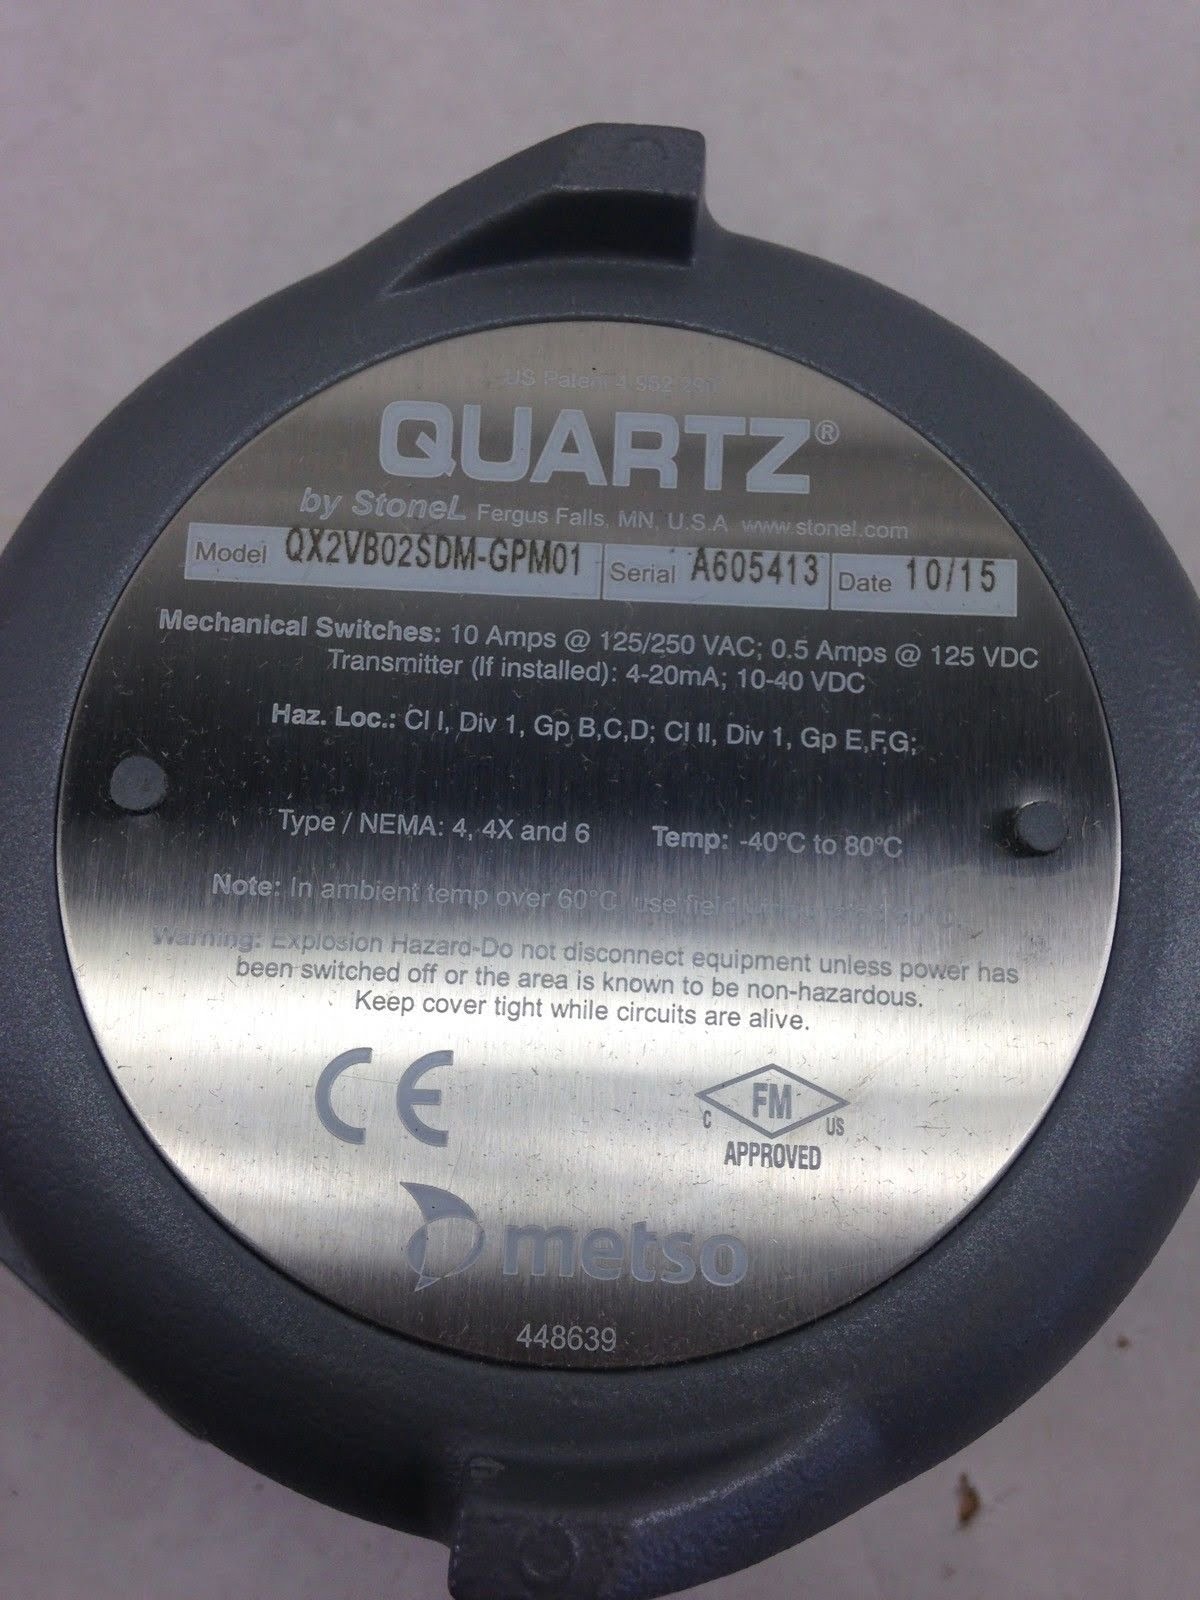 US Patent 4 962 29
QUARTZ®
by StoneL Fergus Falls, MN, U.S.A www.stonel.com
Model QX2VB02SDM-GPM01 Serial A605413 Date 10/15
Mechanical Switches: 10 Amps @ 125/250 VAC; 0.5 Amps @ 125 VDC
Transmitter (If installed): 4-20mA; 10-40 VDC
Haz. Loc.: Cl I, Div 1, Gp B,C,D; Cl II, Div 1, Gp E,F,G;
Type / NEMA: 4, 4X and 6 Temp: -40°C to 80°C
Note: In ambient temp over 60°C use field
Warning: Explosion Hazard-Do not disconnect equipment unless power has
been switched off or the area is known to be non-hazardous.
Keep cover tight while circuits are alive.
CE
C FM US
APPROVED
metso
448639